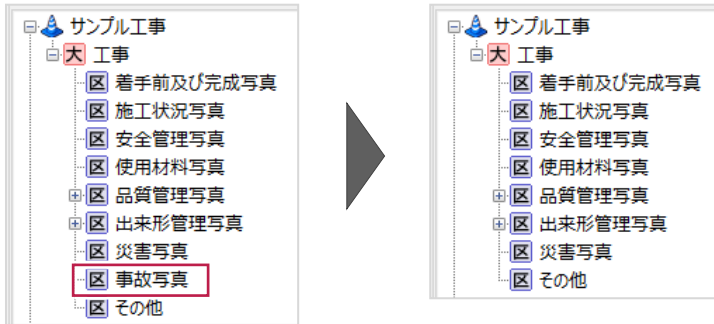 サンプル工事
大 工事
区 着手前及び完成写真
区 施工状況写真
区 安全管理写真
区 使用材料写真
区 品質管理写真
区 出来形管理写真
区 災害写真
区 事故写真
区 その他
サンプル工事
大 工事
区 着手前及び完成写真
区 施工状況写真
区 安全管理写真
区 使用材料写真
区 品質管理写真
区 出来形管理写真
区 災害写真
区 その他